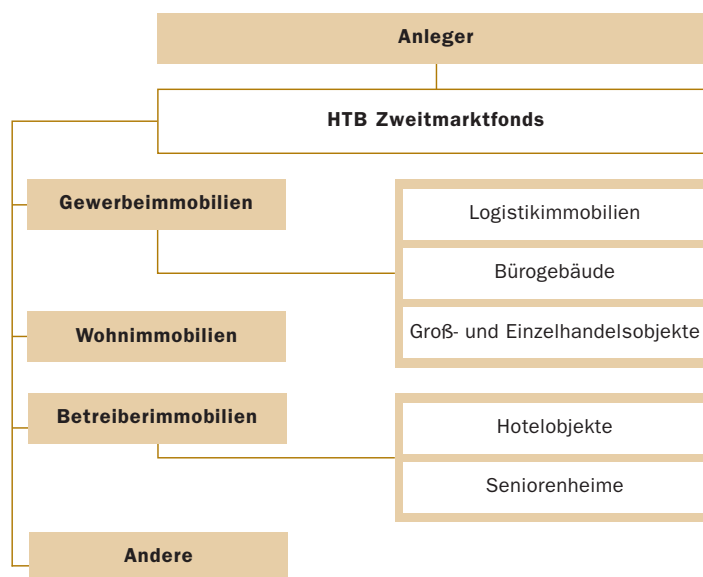 Anleger
HTB Zweitmarktfonds
Gewerbeimmobilien
Logistikimmobilien
Bürogebäude
Groß- und Einzelhandelsobjekte
Wohnimmobilien
Betreiberimmobilien
Hotelobjekte
Seniorenheime
Andere